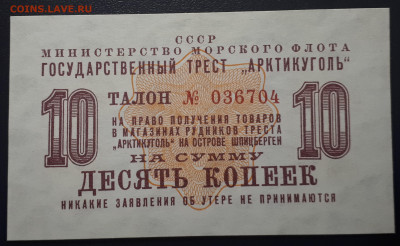 COINS.LAVE.RU
СССР
МИНИСТЕРСТВО МОРСКОГО ФЛОТА
ГОСУДАРСТВЕННЫЙ ТРЕСТ „АРКТИКУГОЛЬ"
10 ТАЛОН № 036704 10
НА ПРАВО ПОЛУЧЕНИЯ ТОВАРОВ
В МАГАЗИНАХ РУДНИКОВ ТРЕСТА
„АРКТИКУГОЛЬ" НА ОСТРОВЕ ШПИЦБЕРГЕН
НА СУММУ
ДЕСЯТЬ КОПЕЕК
НИКАКИЕ ЗАЯВЛЕНИЯ ОБ УТЕРЕ НЕ ПРИНИМАЮТСЯ